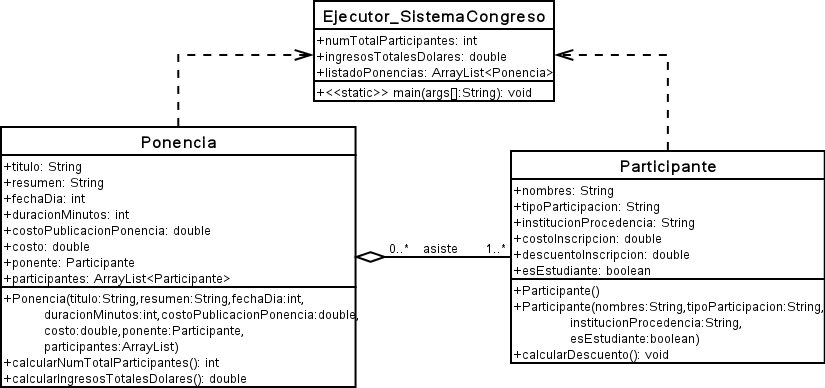 Ejecutor_SistemaCongreso
+numTotalParticipantes: int
+ingresosTotalesDolares: double
+listadoPonencias: ArrayList<Ponencia>
+<<static>> main(args[]:String): void
Ponencia
+titulo: String
+resumen: String
+fechaDia: int
+duracionMinutos: int
+costoPublicacionPonencia: double
+costo: double
+ponente: Participante
+participantes: ArrayList<Participante>
+Ponencia(titulo:String,resumen:String,fechaDia:int,
duracionMinutos:int,costoPublicacionPonencia:double,
costo:double,ponente:Participante,
participantes:ArrayList)
+calcularNumTotalParticipantes(): int
+calcularIngresosTotalesDolares(): double
0..* asiste 1..*
Participante
+nombres: String
+tipoParticipacion: String
+institucionProcedencia: String
+costoInscripcion: double
+descuentoInscripcion: double
+esEstudiante: boolean
+Participante()
+Participante(nombres:String,tipoParticipacion:String,
institucionProcedencia:String,
esEstudiante:boolean)
+calcularDescuento(): void